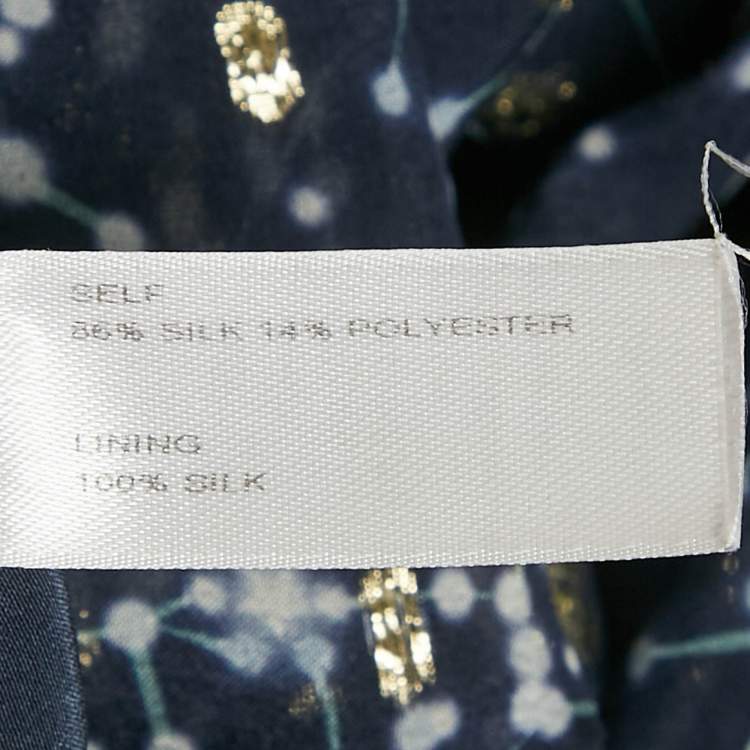 SELF
86% SILK 14% POLYESTER
LINING
100% SILK